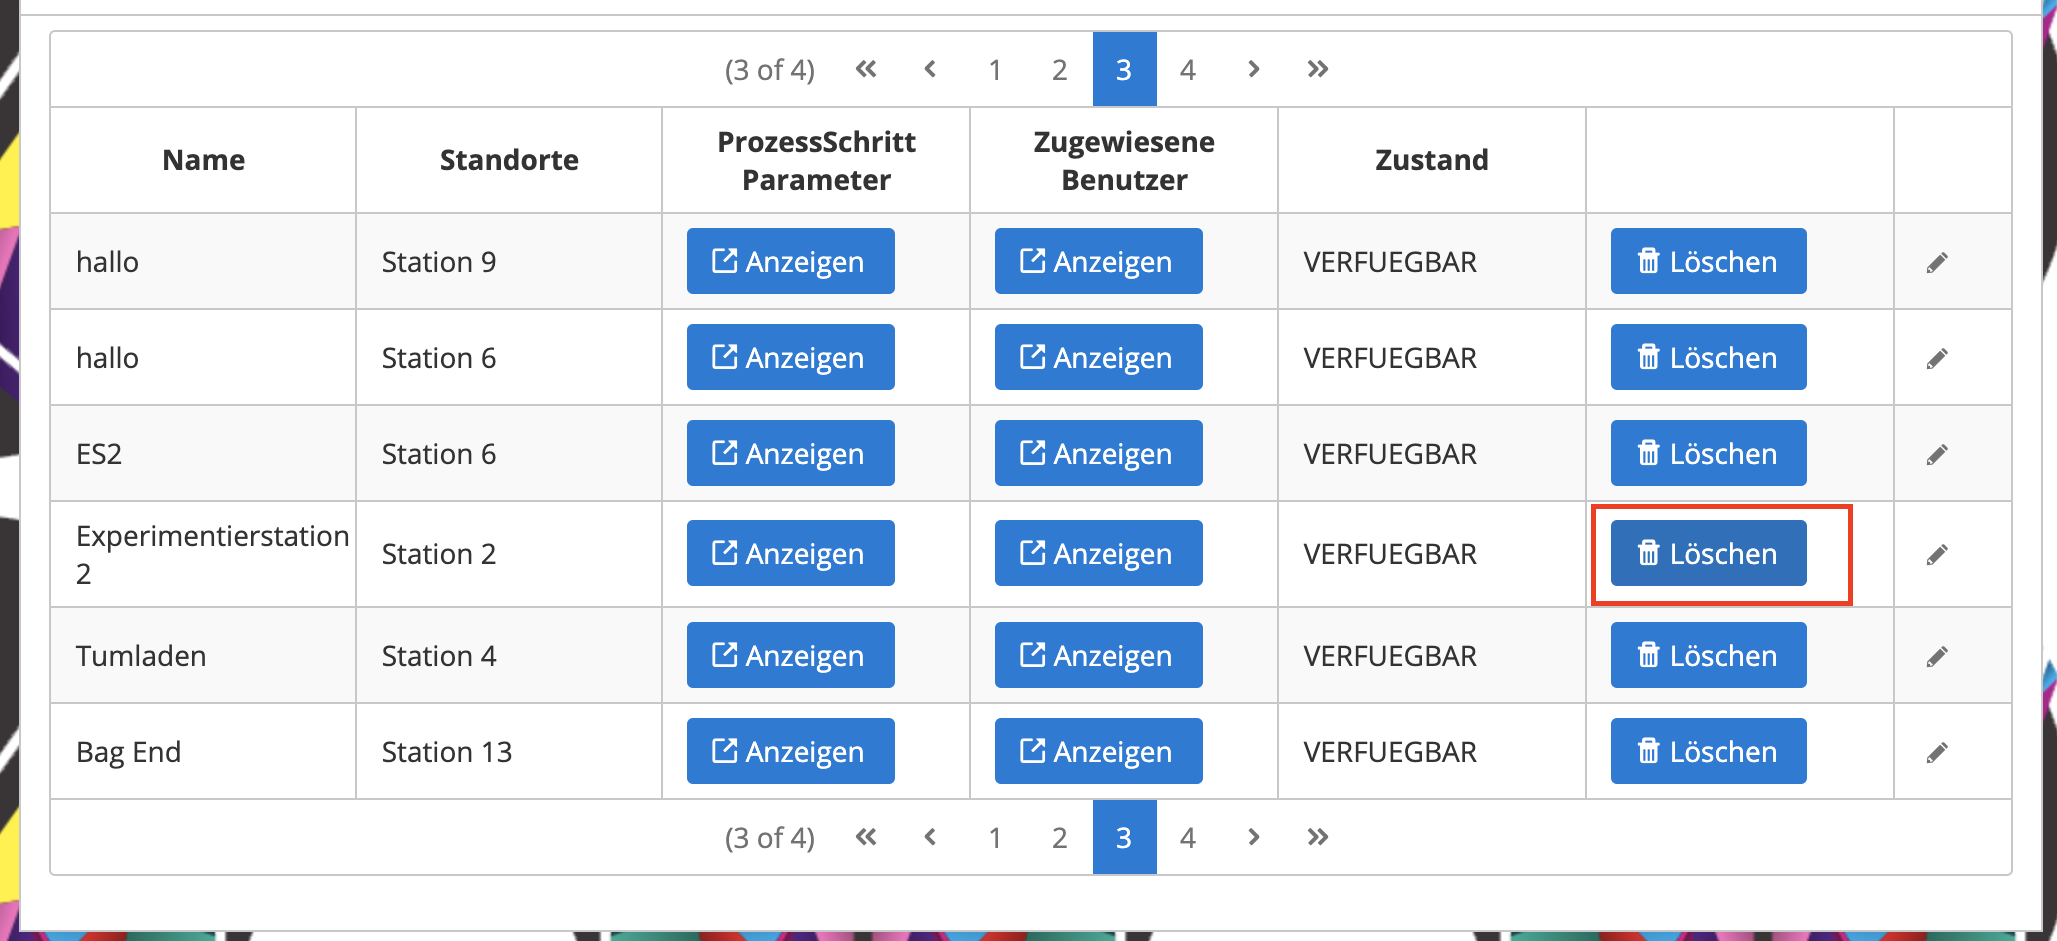 (3 of 4) « ‹ 1 2 3 4 › »
Name Standorte ProzessSchritt Parameter Zugewiesene Benutzer Zustand
hallo Station 9 Anzeigen Anzeigen VERFUEGBAR Löschen
hallo Station 6 Anzeigen Anzeigen VERFUEGBAR Löschen
ES2 Station 6 Anzeigen Anzeigen VERFUEGBAR Löschen
Experimentierstation 2 Station 2 Anzeigen Anzeigen VERFUEGBAR Löschen
Tumladen Station 4 Anzeigen Anzeigen VERFUEGBAR Löschen
Bag End Station 13 Anzeigen Anzeigen VERFUEGBAR Löschen
(3 of 4) « ‹ 1 2 3 4 › »